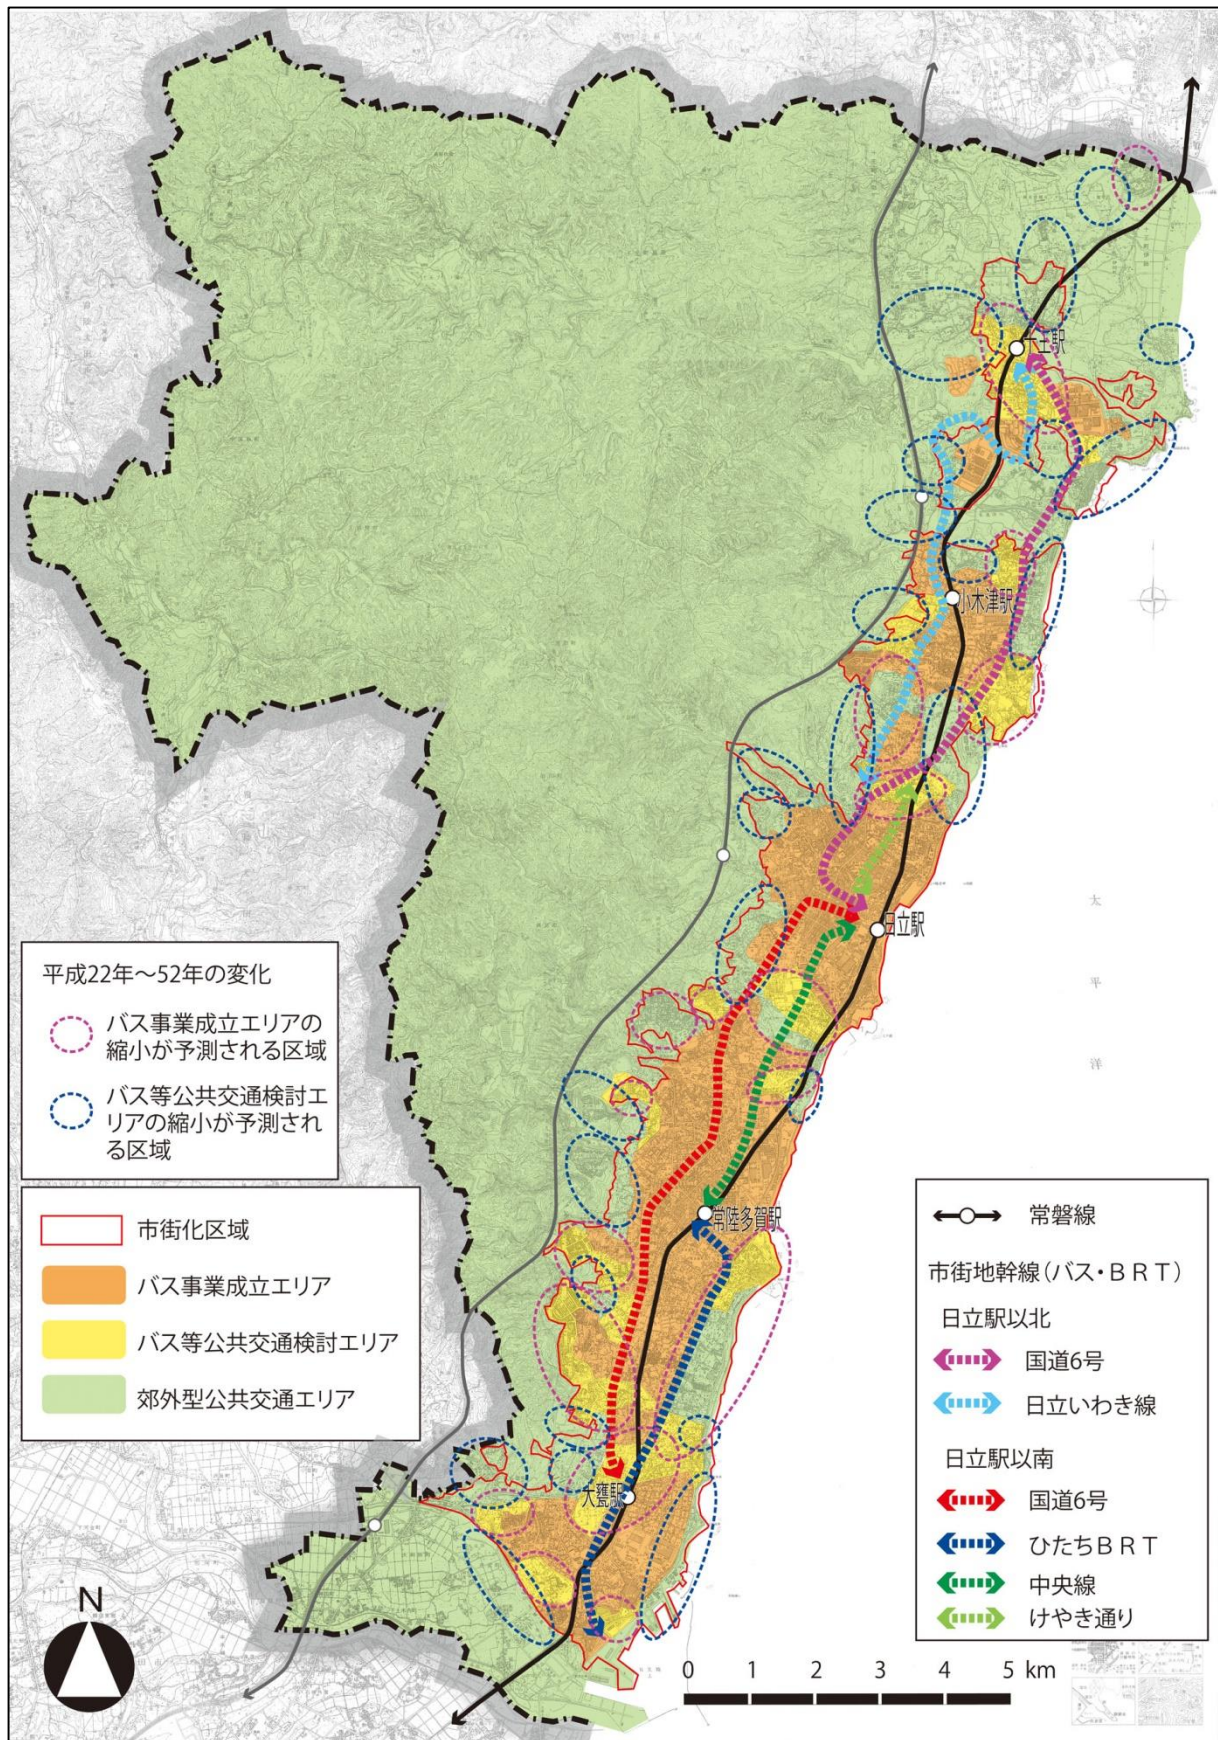 十王駅
小木津駅
日立駅
常陸多賀駅
大甕駅
太
平
洋
平成22年～52年の変化
バス事業成立エリアの
縮小が予測される区域
バス等公共交通検討エ
リアの縮小が予測され
る区域
市街化区域
バス事業成立エリア
バス等公共交通検討エリア
郊外型公共交通エリア
常磐線
市街地幹線（バス・ＢＲＴ）
日立駅以北
国道6号
日立いわき線
日立駅以南
国道6号
ひたちＢＲＴ
中央線
けやき通り
N
0 1 2 3 4 5 km